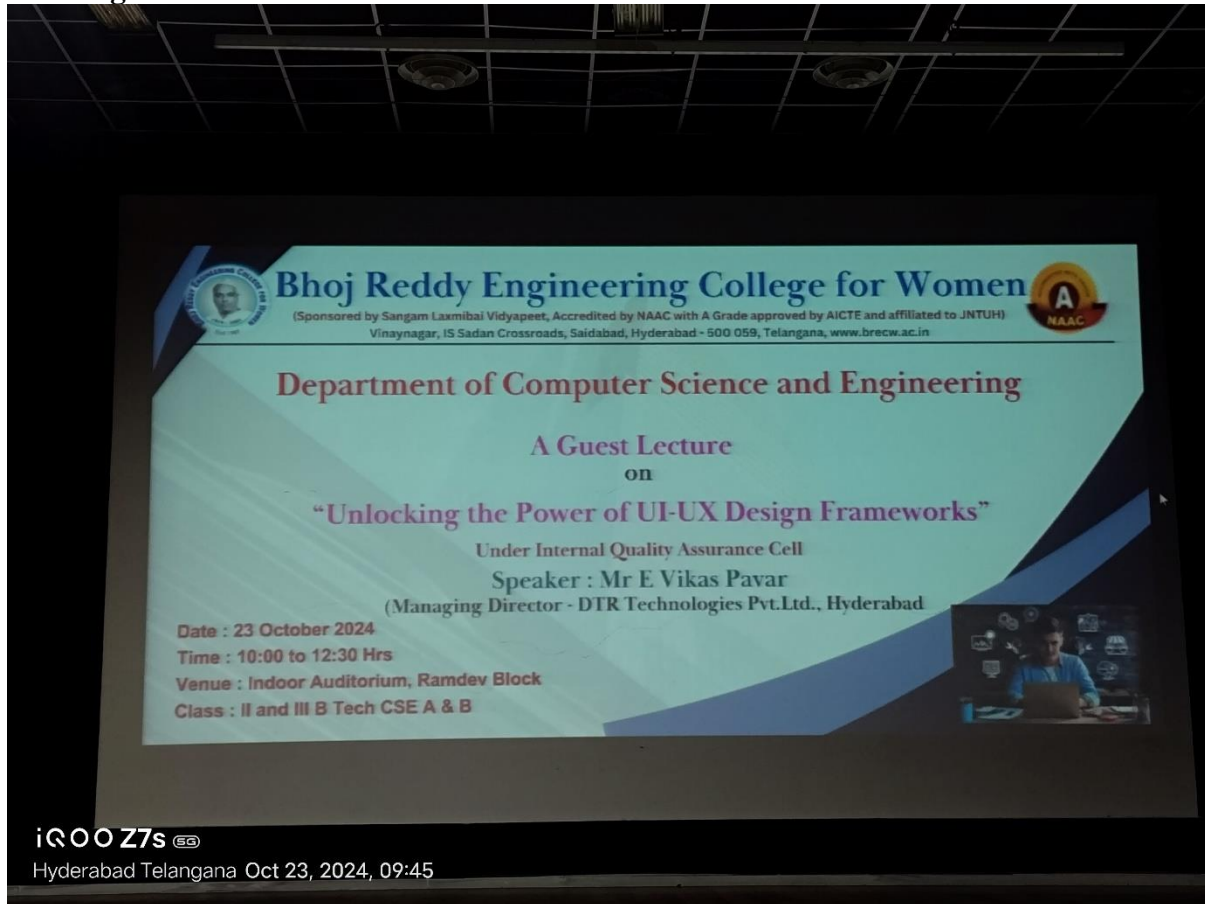 Bhoj Reddy Engineering College for Women
(Sponsored by Sangam Laxmibai Vidyapeet, Accredited by NAAC with A Grade approved by AICTE and affiliated to JNTUH)
Vinaynagar, IS Sadan Crossroads, Saidabad, Hyderabad - 500 059, Telangana, www.brecw.ac.in
A
NAAC
Department of Computer Science and Engineering
A Guest Lecture
on
“Unlocking the Power of UI-UX Design Frameworks”
Under Internal Quality Assurance Cell
Speaker : Mr E Vikas Pavar
(Managing Director - DTR Technologies Pvt.Ltd., Hyderabad
Date : 23 October 2024
Time : 10:00 to 12:30 Hrs
Venue : Indoor Auditorium, Ramdev Block
Class : II and III B Tech CSE A & B
iQOO Z7s 5G
Hyderabad Telangana Oct 23, 2024, 09:45